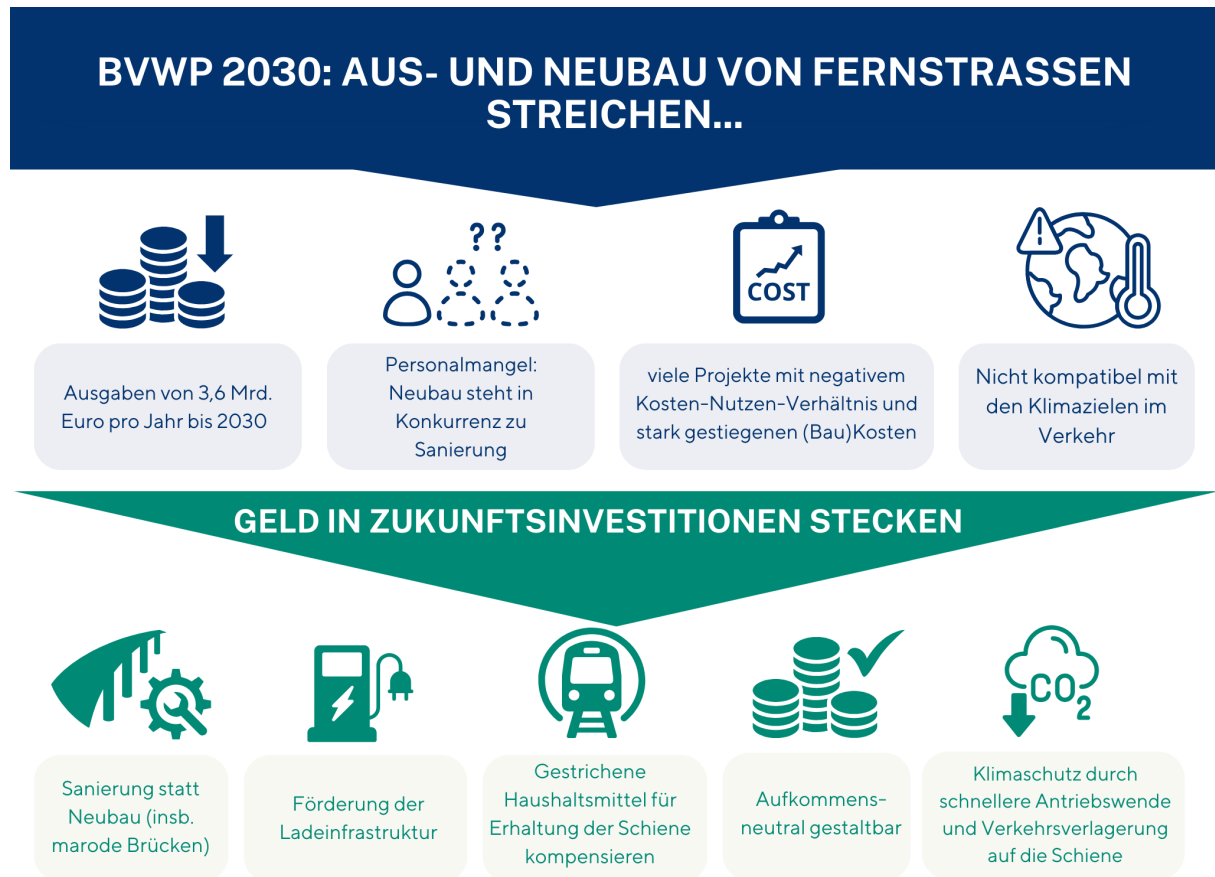 BVWP 2030: AUS- UND NEUBAU VON FERNSTRASSEN
STREICHEN...
??
COST
Ausgaben von 3,6 Mrd.
Euro pro Jahr bis 2030
Personalmangel:
Neubau steht in
Konkurrenz zu
Sanierung
viele Projekte mit negativem
Kosten-Nutzen-Verhältnis und
stark gestiegenen (Bau)Kosten
Nicht kompatibel mit
den Klimazielen im
Verkehr
GELD IN ZUKUNFTSINVESTITIONEN STECKEN
CO2
Sanierung statt
Neubau (insb.
marode Brücken)
Förderung der
Ladeinfrastruktur
Gestrichene
Haushaltsmittel für
Erhaltung der Schiene
kompensieren
Aufkommens-
neutral gestaltbar
Klimaschutz durch
schnellere Antriebswende
und Verkehrsverlagerung
auf die Schiene